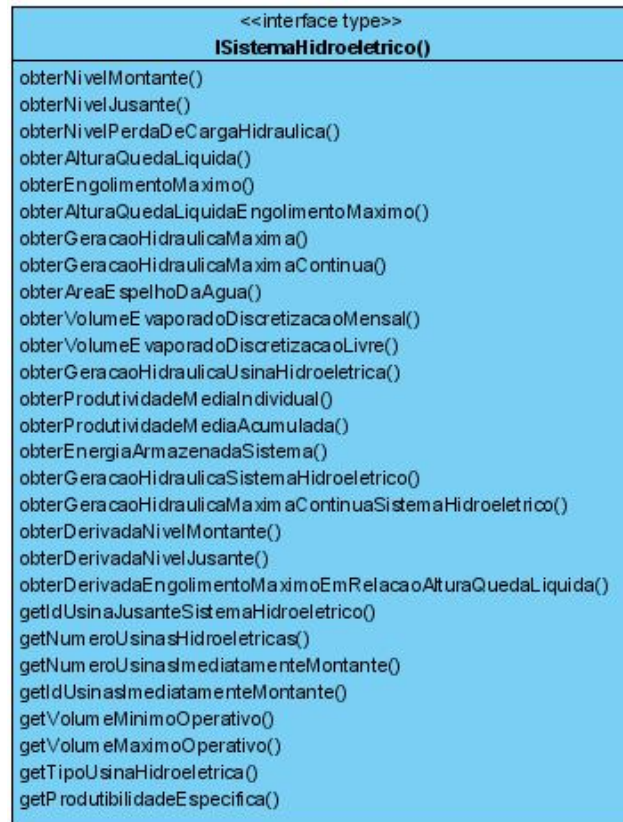 <<interface type>>
ISistemaHidroeletrico()
obterNivelMontante()
obterNivelJusante()
obterNivelPerdaDeCargaHidraulica()
obterAlturaQuedaLiquida()
obterEngolimentoMaximo()
obterAlturaQuedaLiquidaEngolimentoMaximo()
obterGeracaoHidraulicaMaxima()
obterGeracaoHidraulicaMaximaContinua()
obterAreaEspelhoDaAgua()
obterVolumeEvaporadoDiscretizacaoMensal()
obterVolumeEvaporadoDiscretizacaoLivre()
obterGeracaoHidraulicaUsinaHidroeletrica()
obterProdutividadeMediaIndividual()
obterProdutividadeMediaAcumulada()
obterEnergiaArmazenadaSistema()
obterGeracaoHidraulicaSistemaHidroeletrico()
obterGeracaoHidraulicaMaximaContinuaSistemaHidroeletrico()
obterDerivadaNivelMontante()
obterDerivadaNivelJusante()
obterDerivadaEngolimentoMaximoEmRelacaoAlturaQuedaLiquida()
getIdUsinaJusanteSistemaHidroeletrico()
getNumeroUsinasHidroeletricas()
getNumeroUsinasImediatamenteMontante()
getIdUsinasImediatamenteMontante()
getVolumeMinimoOperativo()
getVolumeMaximoOperativo()
getTipoUsinaHidroeletrica()
getProdutibilidadeEspecifica()